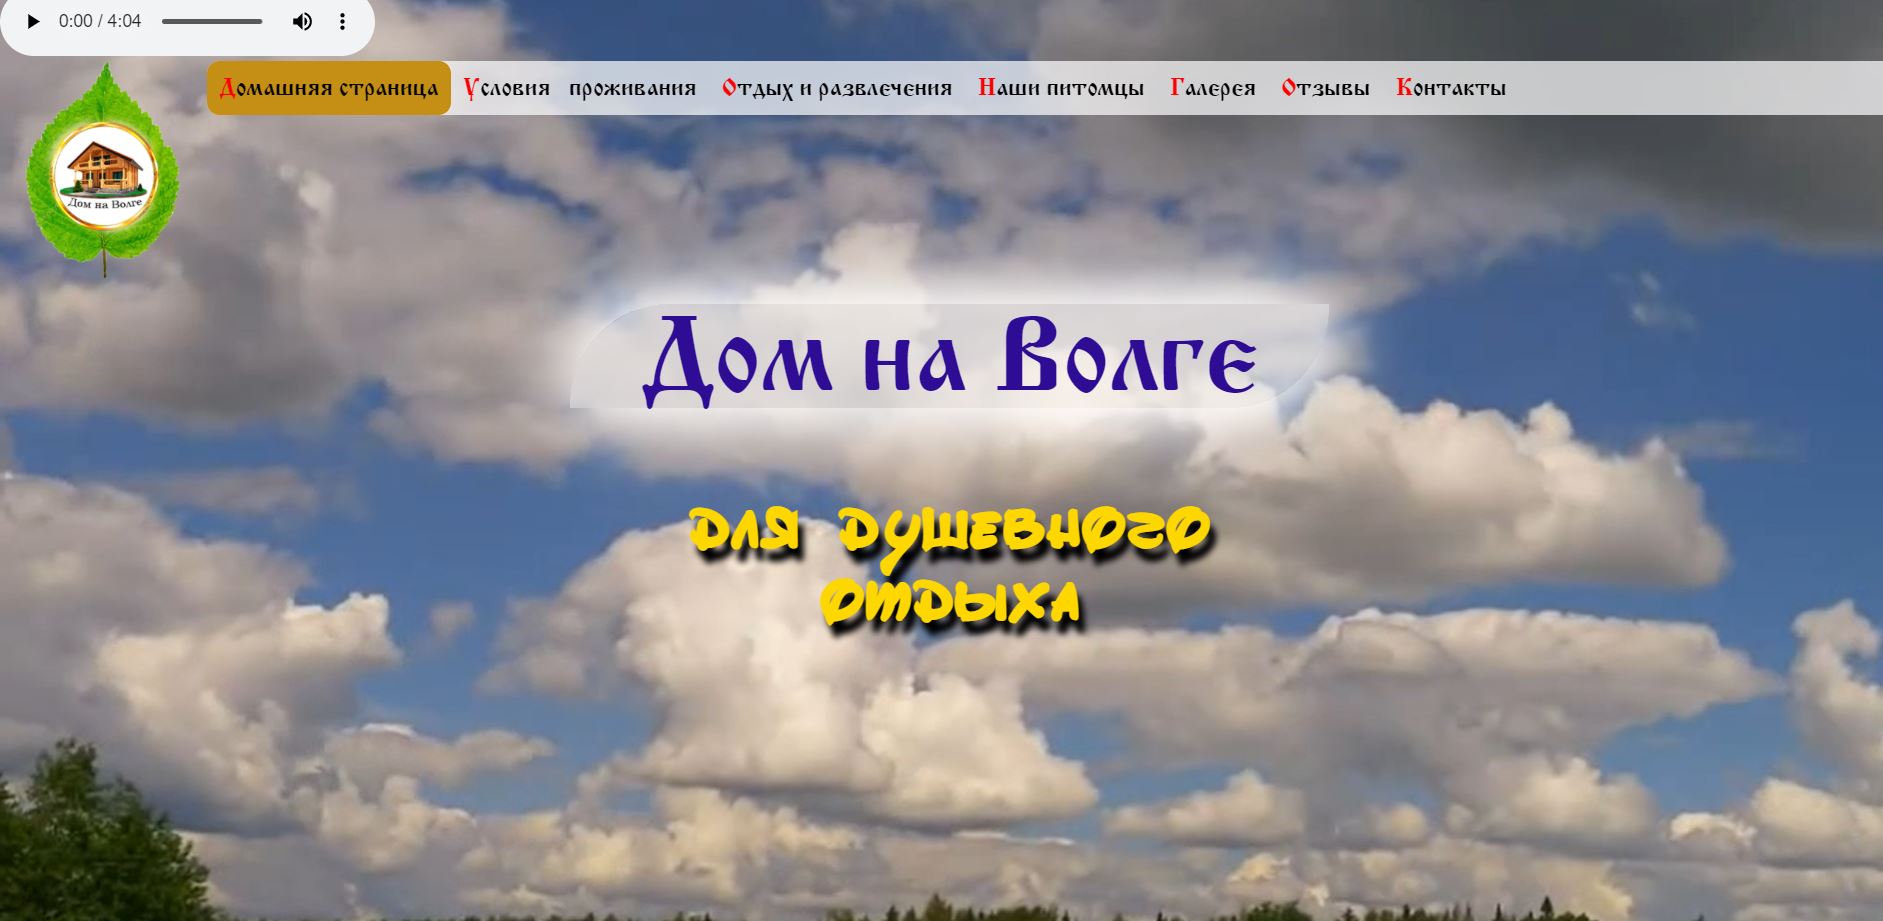 0:00 / 4:04
Домашняя страница Условия проживания Отдых и развлечения Наши питомцы Галерея Отзывы Контакты
Дом на Волге
Дом на Волге
для душевного
отдыха